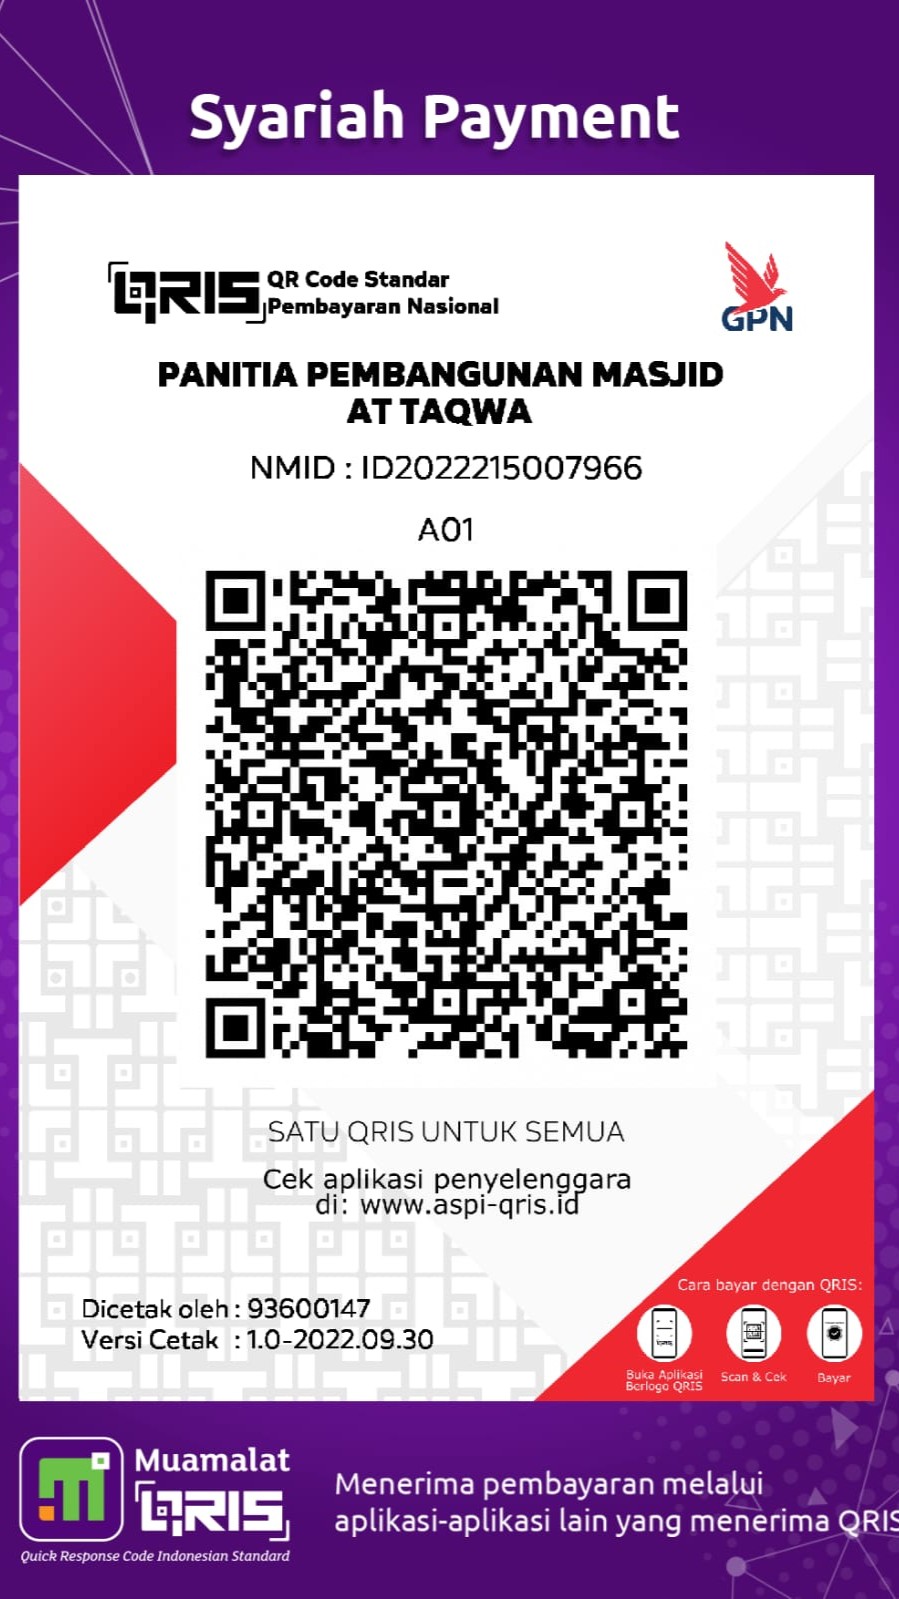 Syariah Payment
QRIS QR Code Standar
Pembayaran Nasional
GPN
PANITIA PEMBANGUNAN MASJID
AT TAQWA
NMID : ID2022215007966
A01
SATU QRIS UNTUK SEMUA
Cek aplikasi penyelenggara
di: www.aspi-qris.id
Dicetak oleh : 93600147
Versi Cetak : 1.0-2022.09.30
Cara bayar dengan QRIS:
Buka Aplikasi
Berlogo QRIS
Scan & Cek
Bayar
Muamalat
QRIS
Quick Response Code Indonesian Standard
Menerima pembayaran melalui
aplikasi-aplikasi lain yang menerima QRIS